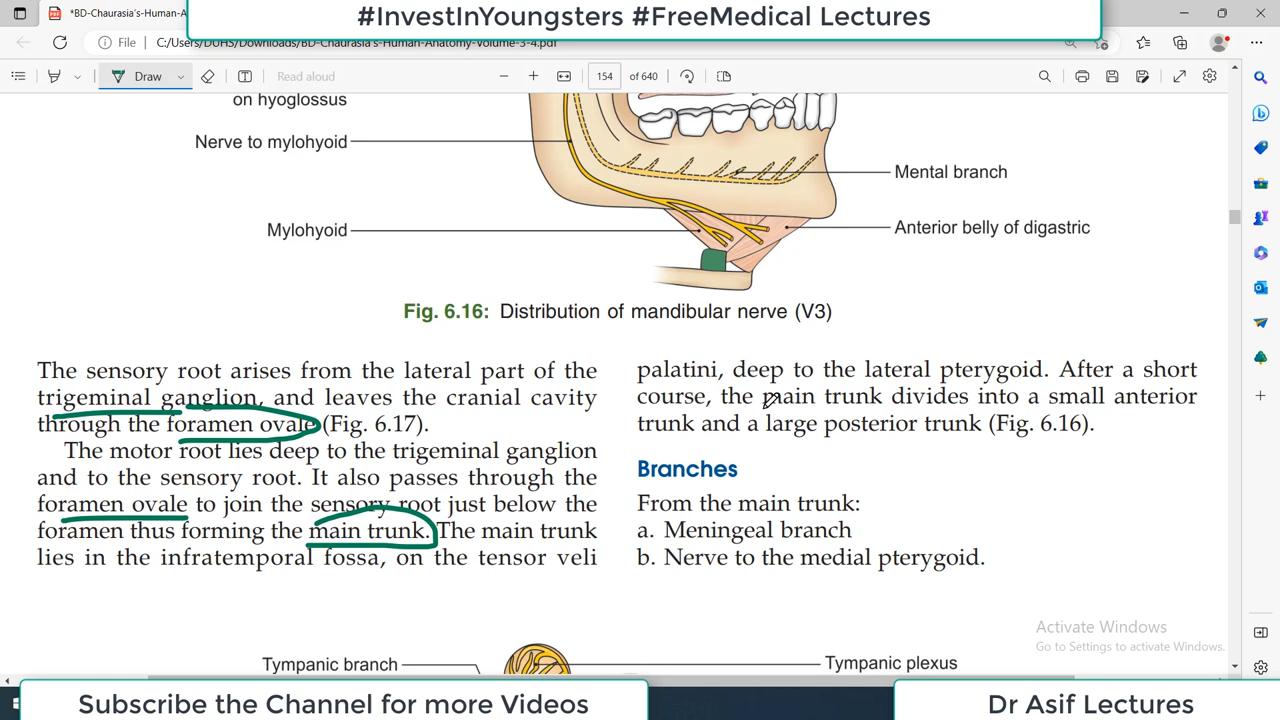 #InvestInYoungsters #FreeMedical Lectures
*BD-Chaurasia's-Human-A
File
C:/Users/DUHS/Downloads/BD-Chaurasia's-Human-Anatomy-Volume-3-4.pdf
Draw
Read aloud
154
of 640
on hyoglossus
Nerve to mylohyoid
Mental branch
Mylohyoid
Anterior belly of digastric
Fig. 6.16: Distribution of mandibular nerve (V3)
The sensory root arises from the lateral part of the
trigeminal ganglion, and leaves the cranial cavity
through the foramen ovale (Fig. 6.17).
The motor root lies deep to the trigeminal ganglion
and to the sensory root. It also passes through the
foramen ovale to join the sensory root just below the
foramen thus forming the main trunk. The main trunk
lies in the infratemporal fossa, on the tensor veli
palatini, deep to the lateral pterygoid. After a short
course, the main trunk divides into a small anterior
trunk and a large posterior trunk (Fig. 6.16).
Branches
From the main trunk:
a. Meningeal branch
b. Nerve to the medial pterygoid.
Activate Windows
Go to Settings to activate Windows.
Tympanic branch
Tympanic plexus
Subscribe the Channel for more Videos
Dr Asif Lectures